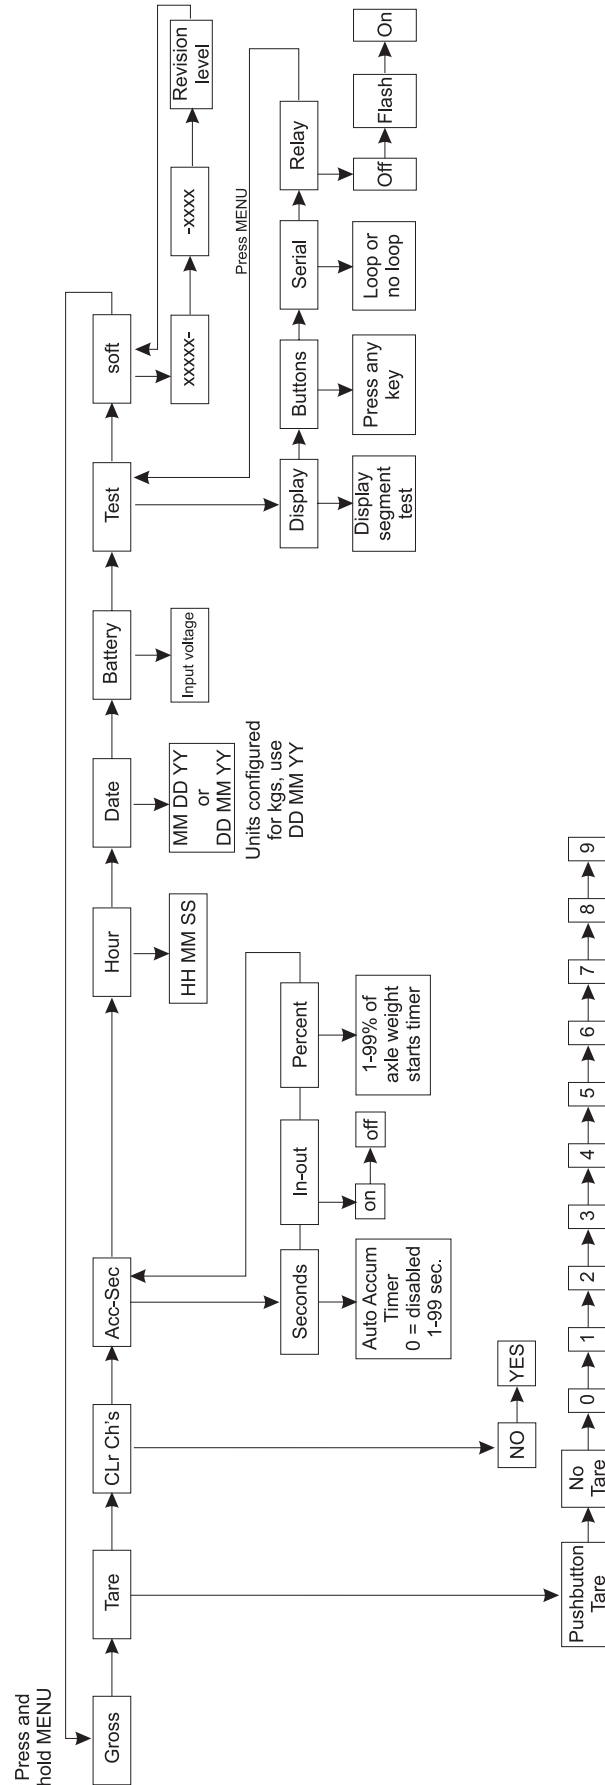 Press and
hold MENU
Gross
Tare
CLr Ch's
Acc-Sec
Hour
Date
Battery
Test
soft
Pushbutton
Tare
No
Tare
0
1
2
3
4
5
6
7
8
9
NO
YES
Seconds
In-out
Percent
Auto Accum
Timer
0 = disabled
1-99 sec.
on
off
1-99% of
axle weight
starts timer
HH MM SS
MM DD YY
or
DD MM YY
Units configured
for kgs, use
DD MM YY
Input voltage
Press MENU
Display
Buttons
Serial
Relay
Display
segment
test
Press any
key
Loop or
no loop
Off
Flash
On
xxxxx-
-xxxx
Revision
level